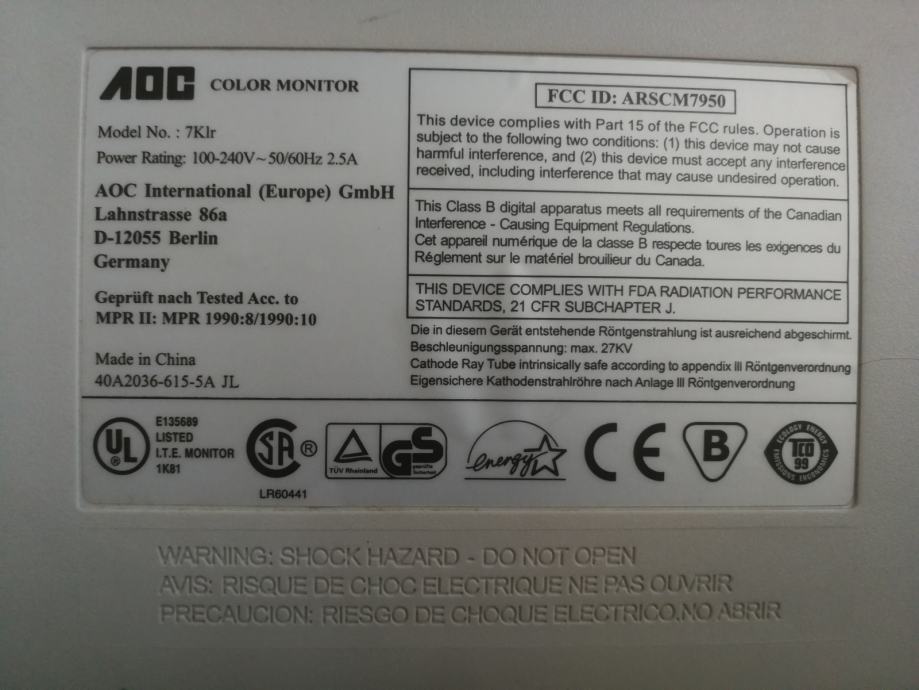 AOC COLOR MONITOR
Model No. : 7Klr
Power Rating: 100-240V~50/60Hz 2.5A
AOC International (Europe) GmbH
Lahnstrasse 86a
D-12055 Berlin
Germany
Geprüft nach Tested Acc. to
MPR II: MPR 1990:8/1990:10
Made in China
40A2036-615-5A JL
FCC ID: ARSCM7950
This device complies with Part 15 of the FCC rules. Operation is
subject to the following two conditions: (1) this device may not cause
harmful interference, and (2) this device must accept any interference
received, including interference that may cause undesired operation.
This Class B digital apparatus meets all requirements of the Canadian
Interference - Causing Equipment Regulations.
Cet appareil numérique de la classe B respecte toures les exigences du
Réglement sur le matériel brouilieur du Canada.
THIS DEVICE COMPLIES WITH FDA RADIATION PERFORMANCE
STANDARDS, 21 CFR SUBCHAPTER J.
Die in diesem Gerät entstehende Röntgenstrahlung ist ausreichend abgeschirmt.
Beschleunigungsspannung: max. 27KV
Cathode Ray Tube intrinsically safe according to appendix III Röntgenverordnung
Eigensichere Kathodenstrahlröhre nach Anlage III Röntgenverordnung
UL ®
E135689
LISTED
I.T.E. MONITOR
1K81
SA ®
LR60441
TÜV Rheinland
GS
geprüfte
Sicherheit
energy
CE
B
ECOLOGY ENERGY
TCO
99
EMISSIONS ERGONOMICS
WARNING: SHOCK HAZARD - DO NOT OPEN
AVIS: RISQUE DE CHOC ELECTRIQUE NE PAS OUVRIR
PRECAUCION: RIESGO DE CHOQUE ELECTRICO.NO ABRIR